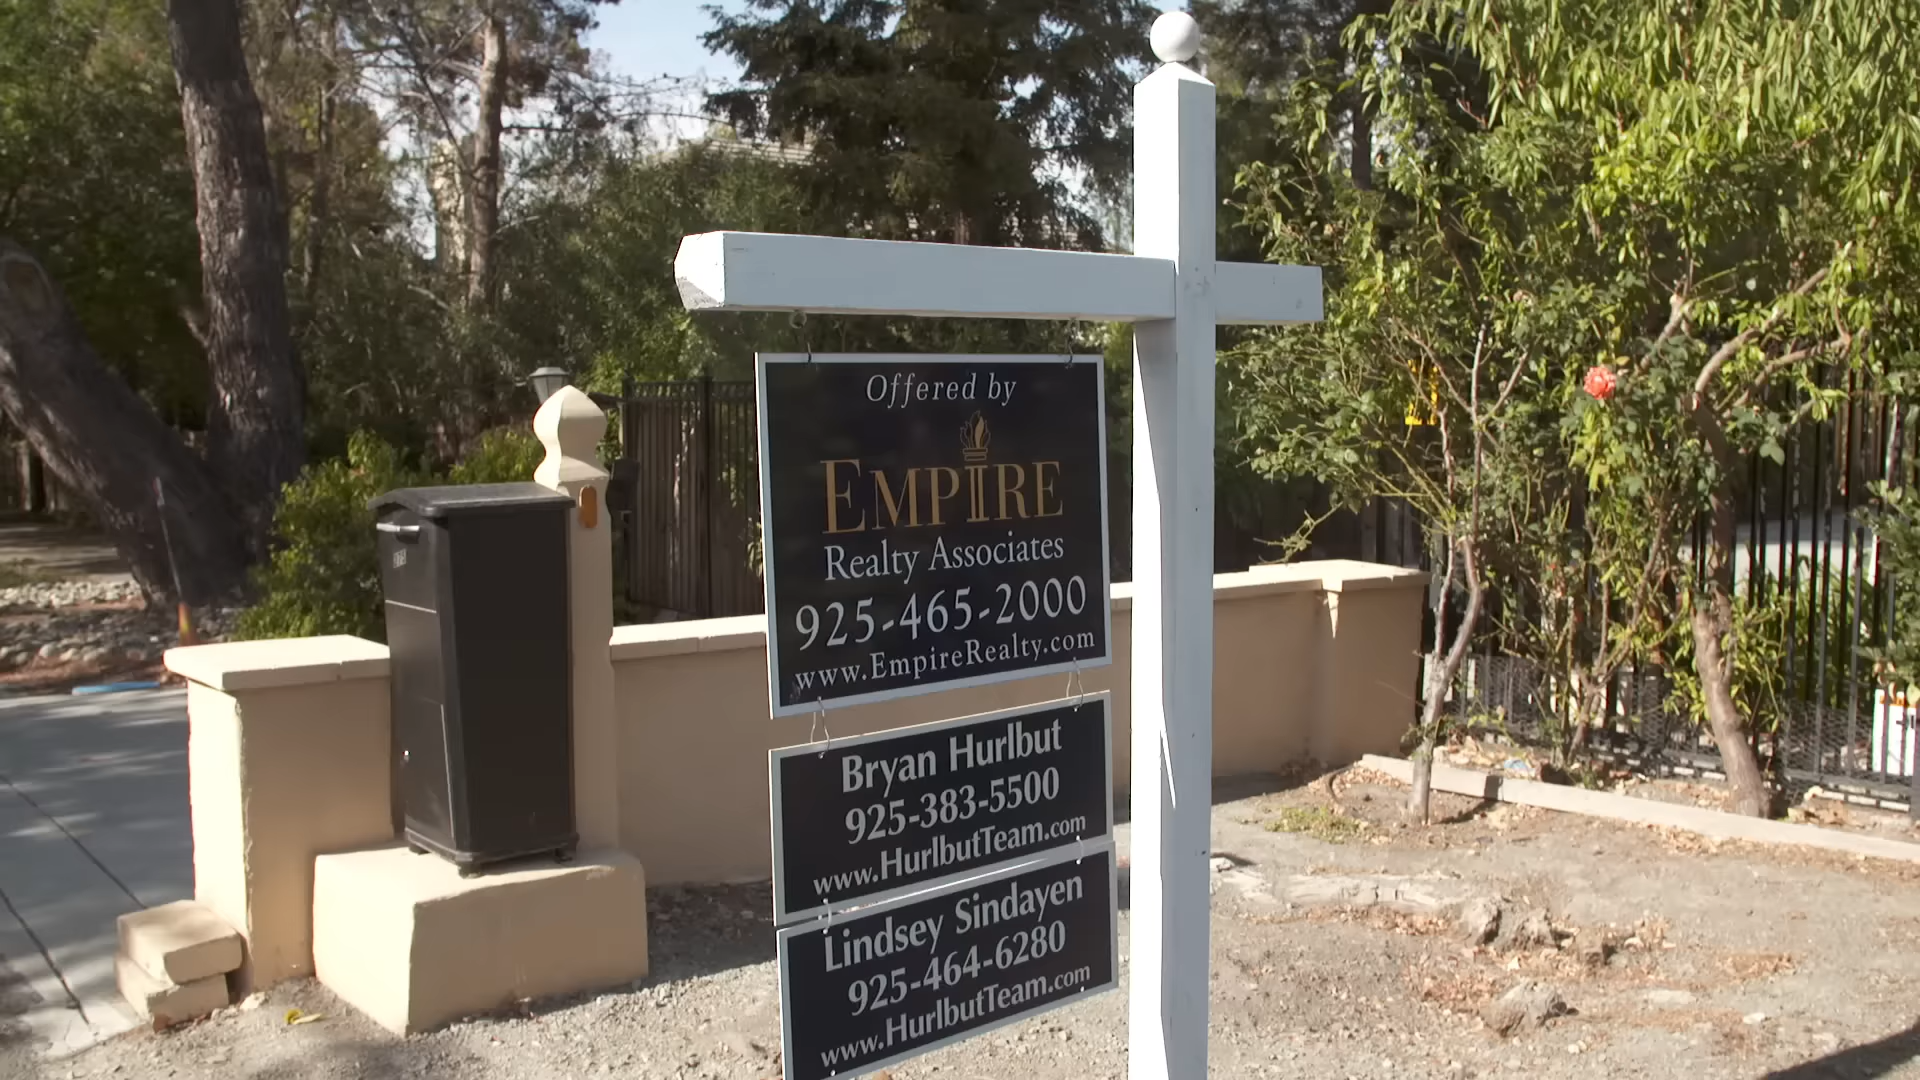 Offered by
EMPIRE
Realty Associates
925-465-2000
www.EmpireRealty.com
Bryan Hurlbut
925-383-5500
www.HurlbutTeam.com
Lindsey Sindayen
925-464-6280
www.HurlbutTeam.com